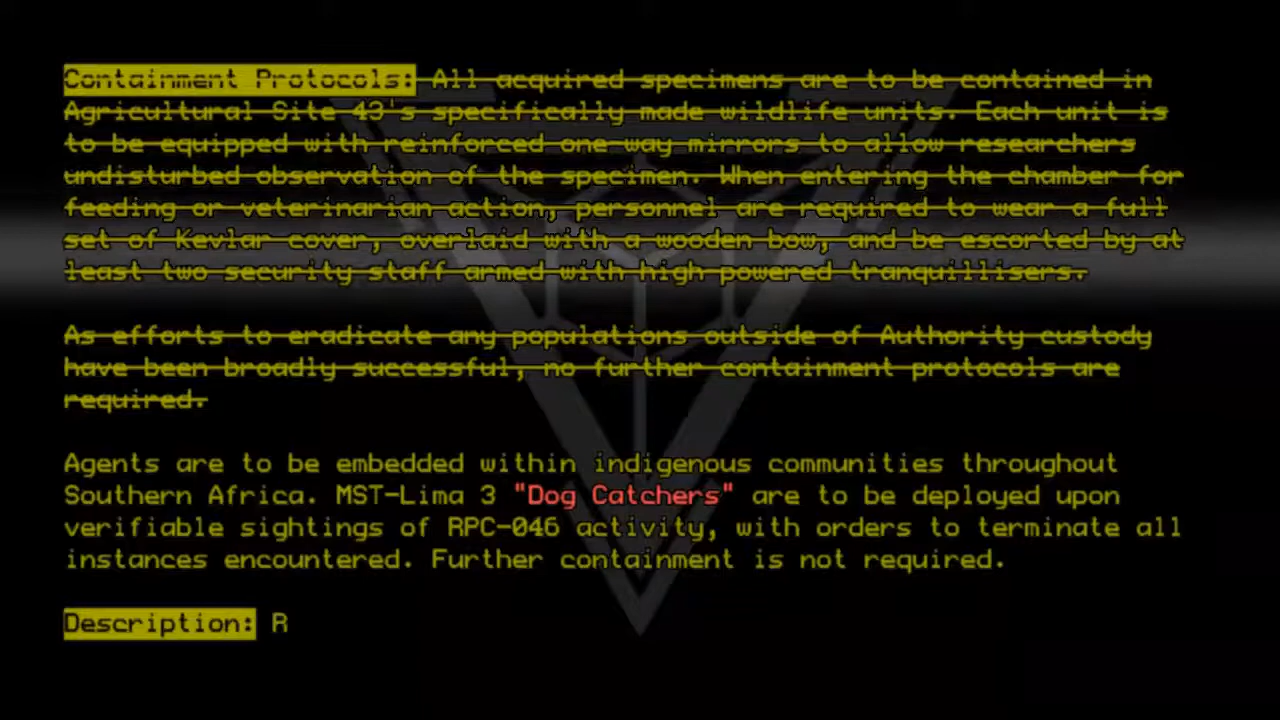 Containment Protocols: All acquired specimens are to be contained in
Agricultural Site 43's specifically made wildlife units. Each unit is
to be equipped with reinforced one way mirrors to allow researchers
undisturbed observation of the specimen. When entering the chamber for
feeding or veterinarian action, personnel are required to wear a full
set of Kevlar cover, overlaid with a wooden bow, and be escorted by at
least two security staff armed with high powered tranquillisers.
As efforts to eradicate any populations outside of Authority custody
have been broadly successful, no further containment protocols are
required.
Agents are to be embedded within indigenous communities throughout
Southern Africa. MST-Lima 3 "Dog Catchers" are to be deployed upon
verifiable sightings of RPC-046 activity, with orders to terminate all
instances encountered. Further containment is not required.
Description: R